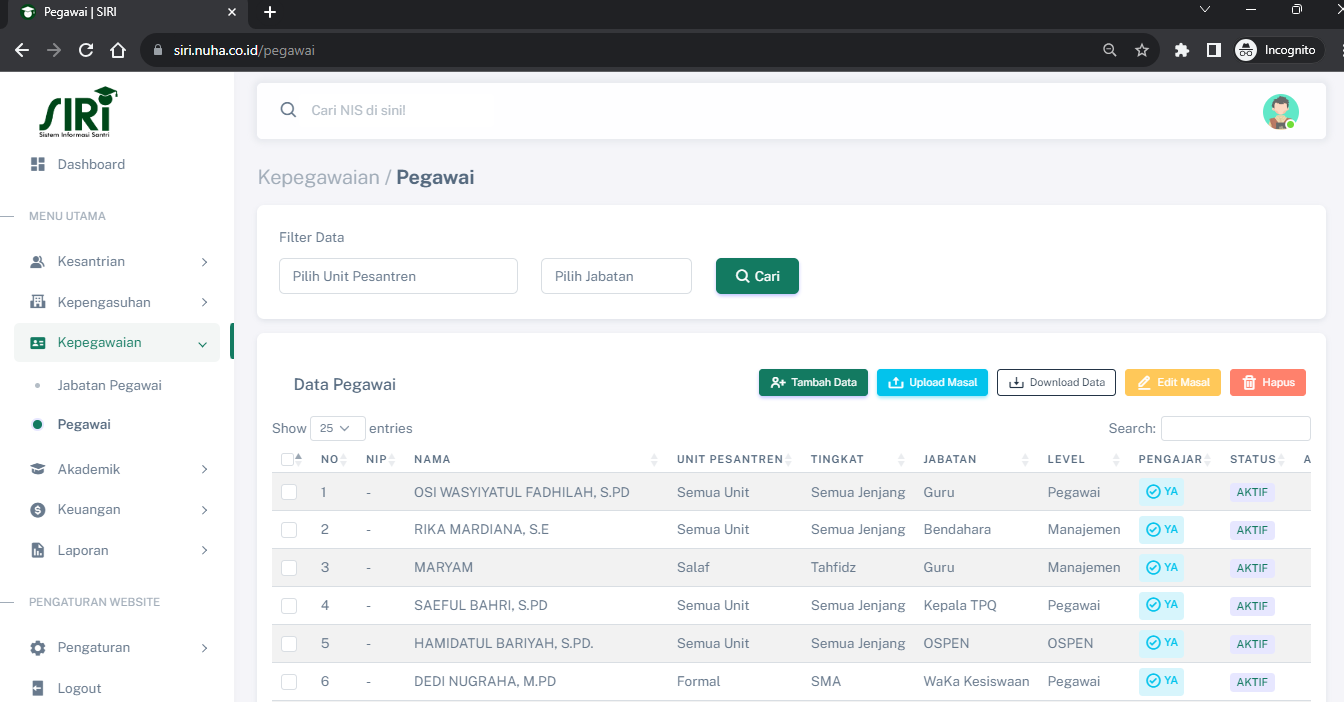 Pegawai | SIRI
siri.nuha.co.id/pegawai
Incognito
SIRI
Sistem Informasi Santri
Cari NIS di sini!
Dashboard
Kepegawaian / Pegawai
MENU UTAMA
Filter Data
Kesantrian
Pilih Unit Pesantren Pilih Jabatan Cari
Kepengasuhan
Kepegawaian
Jabatan Pegawai
Pegawai
Akademik
Keuangan
Laporan
PENGATURAN WEBSITE
Pengaturan
Logout
Data Pegawai Tambah Data Upload Masal Download Data Edit Masal Hapus
Show 25 entries Search:
NO NIP NAMA UNIT PESANTREN TINGKAT JABATAN LEVEL PENGAJAR STATUS A
1 - OSI WASYIYATUL FADHILAH, S.PD Semua Unit Semua Jenjang Guru Pegawai YA AKTIF
2 - RIKA MARDIANA, S.E Semua Unit Semua Jenjang Bendahara Manajemen YA AKTIF
3 - MARYAM Salaf Tahfidz Guru Manajemen YA AKTIF
4 - SAEFUL BAHRI, S.PD Semua Unit Semua Jenjang Kepala TPQ Pegawai YA AKTIF
5 - HAMIDATUL BARIYAH, S.PD. Semua Unit Semua Jenjang OSPEN OSPEN YA AKTIF
6 - DEDI NUGRAHA, M.PD Formal SMA WaKa Kesiswaan Pegawai YA AKTIF